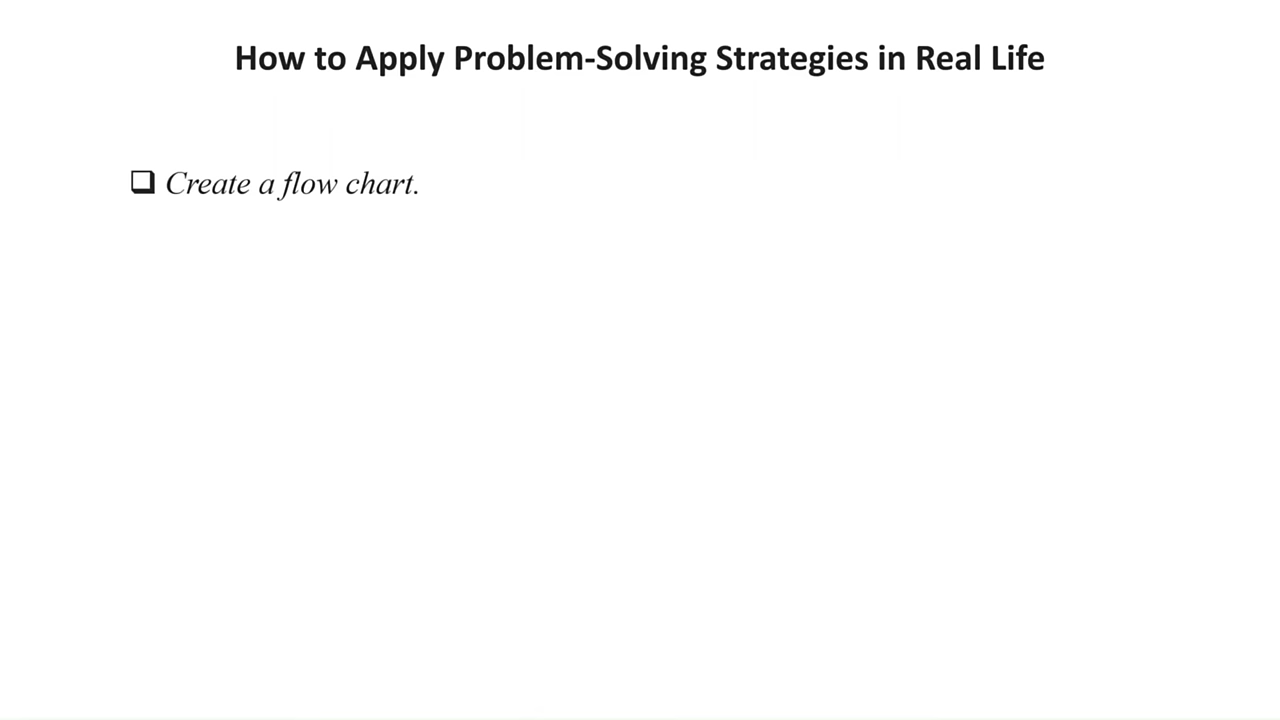 How to Apply Problem-Solving Strategies in Real Life
❑ Create a flow chart.